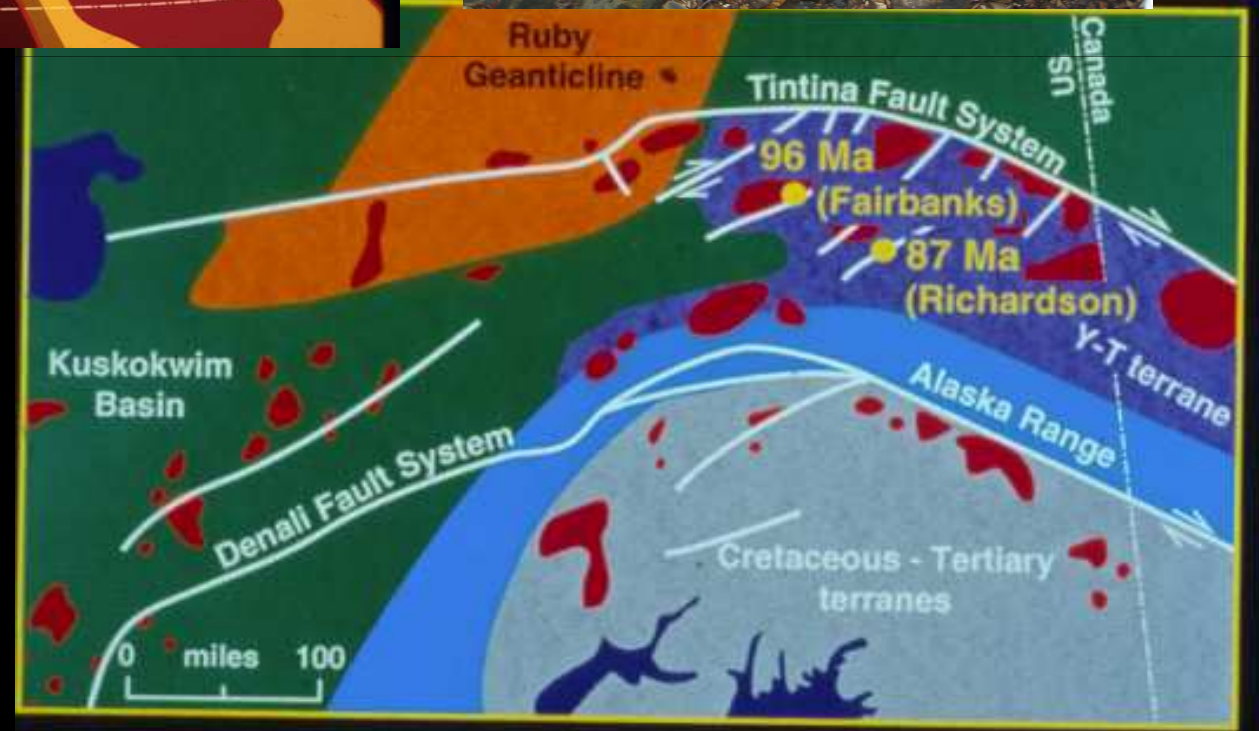 Ruby
Geanticline
Tintina Fault System
Canada
US
96 Ma
(Fairbanks)
87 Ma
(Richardson)
Y-T terrane
Kuskokwim
Basin
Alaska Range
Denali Fault System
Cretaceous - Tertiary
terranes
0 miles 100